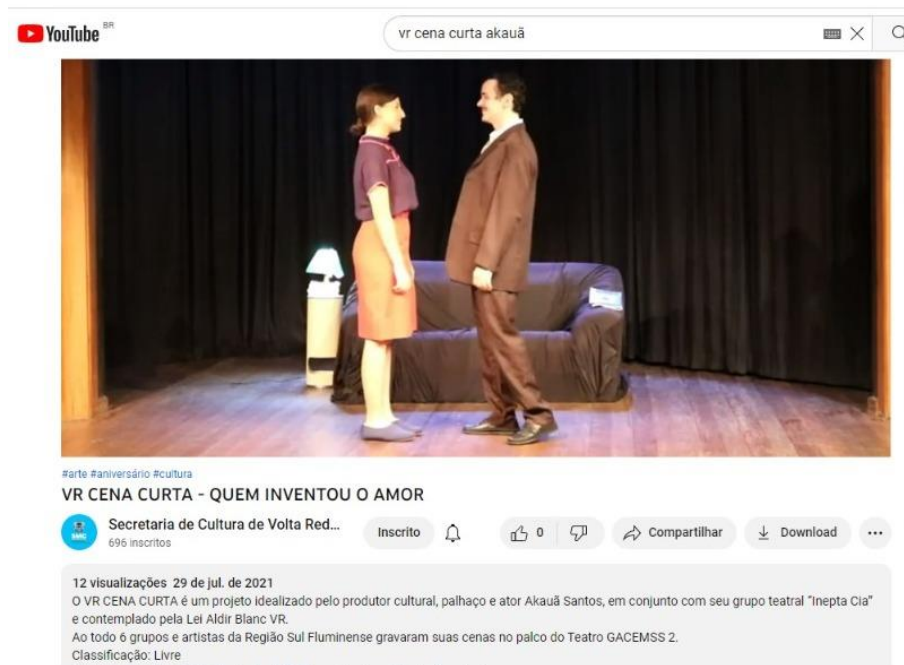 YouTube BR
vr cena curta akauã
#arte #aniversário #cultura
VR CENA CURTA - QUEM INVENTOU O AMOR
Secretaria de Cultura de Volta Red...
696 inscritos
Inscrito
0
Compartilhar
Download
12 visualizações 29 de jul. de 2021
O VR CENA CURTA é um projeto idealizado pelo produtor cultural, palhaço e ator Akauã Santos, em conjunto com seu grupo teatral "Inepta Cia"
e contemplado pela Lei Aldir Blanc VR.
Ao todo 6 grupos e artistas da Região Sul Fluminense gravaram suas cenas no palco do Teatro GACEMSS 2.
Classificação: Livre